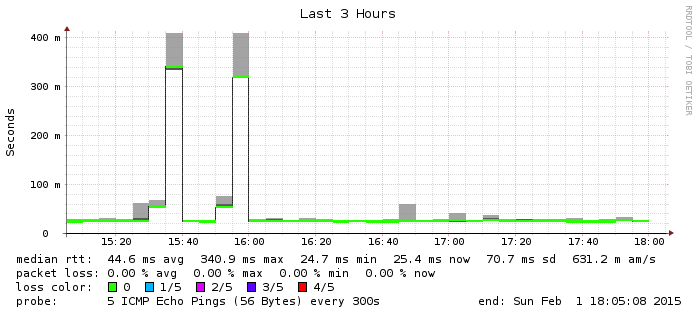 Last 3 Hours
RRDTOOL / TOBI OETIKER
Seconds
400 m
300 m
200 m
100 m
0
15:20 15:40 16:00 16:20 16:40 17:00 17:20 17:40 18:00
median rtt: 44.6 ms avg 340.9 ms max 24.7 ms min 25.4 ms now 70.7 ms sd 631.2 m am/s
packet loss: 0.00 % avg 0.00 % max 0.00 % min 0.00 % now
loss color: 0 1/5 2/5 3/5 4/5
probe: 5 ICMP Echo Pings (56 Bytes) every 300s end: Sun Feb 1 18:05:08 2015